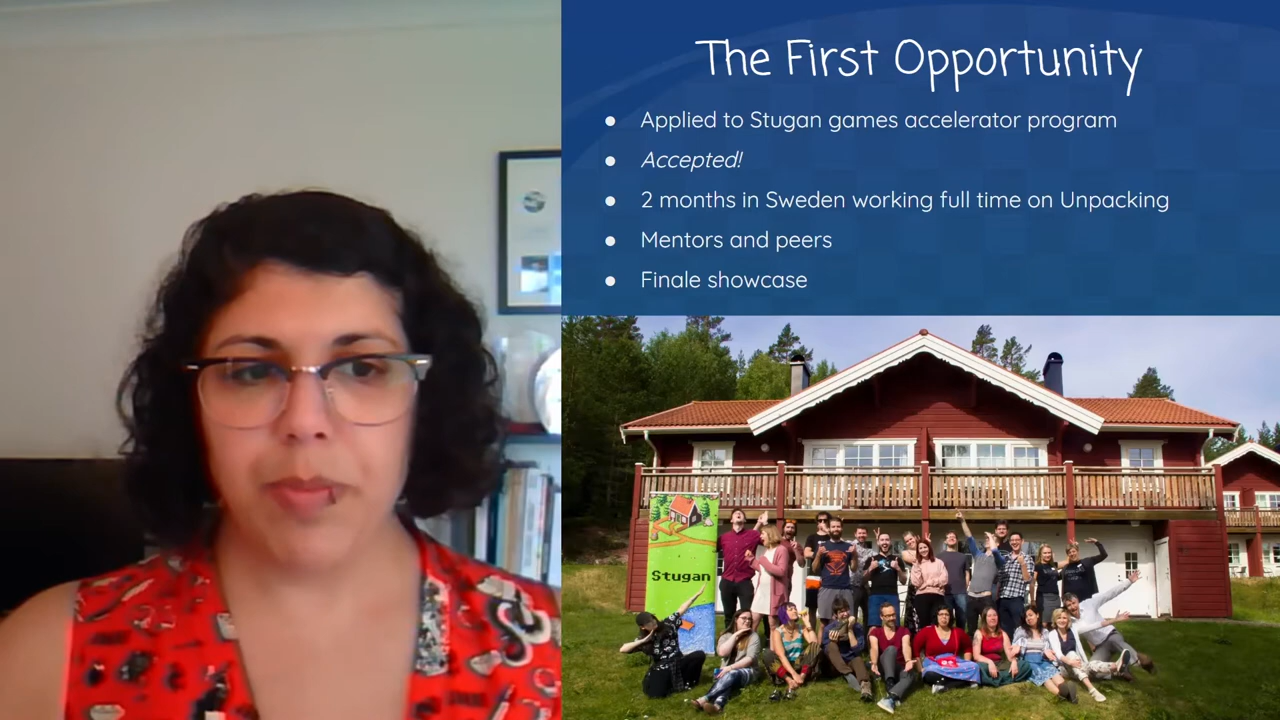 The First Opportunity
● Applied to Stugan games accelerator program
● Accepted!
● 2 months in Sweden working full time on Unpacking
● Mentors and peers
● Finale showcase
Stugan